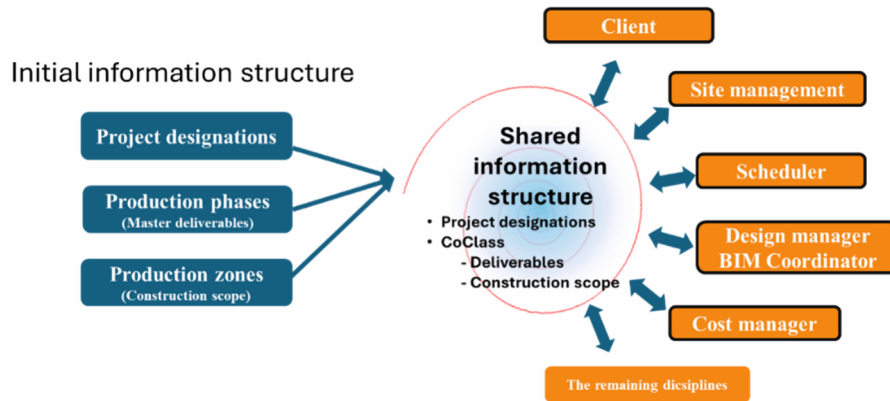 Initial information structure
Project designations
Production phases
(Master deliverables)
Production zones
(Construction scope)
Shared
information
structure
• Project designations
• CoClass
- Deliverables
- Construction scope
Client
Site management
Scheduler
Design manager
BIM Coordinator
Cost manager
The remaining dicsiplines